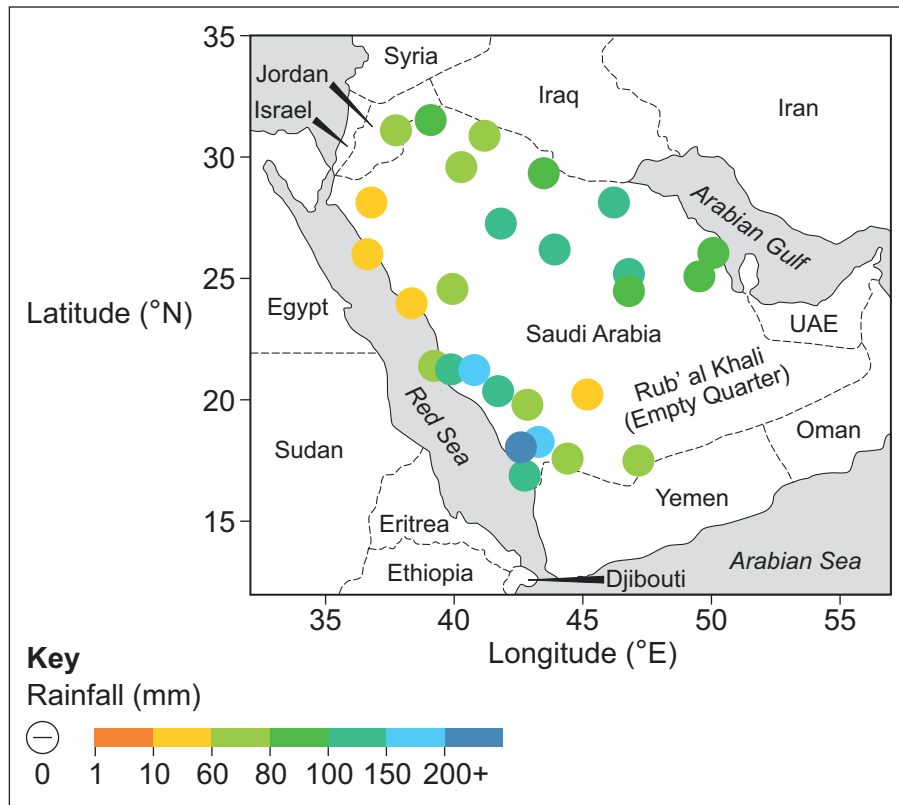 35
30
25
20
15
Latitude (°N)
Syria
Jordan
Israel
Iraq
Iran
Arabian Gulf
Egypt
Saudi Arabia
UAE
Rub’ al Khali
(Empty Quarter)
Red Sea
Oman
Sudan
Yemen
Eritrea
Arabian Sea
Ethiopia
Djibouti
35 40 45 50 55
Longitude (°E)
Key
Rainfall (mm)
0 1 10 60 80 100 150 200+